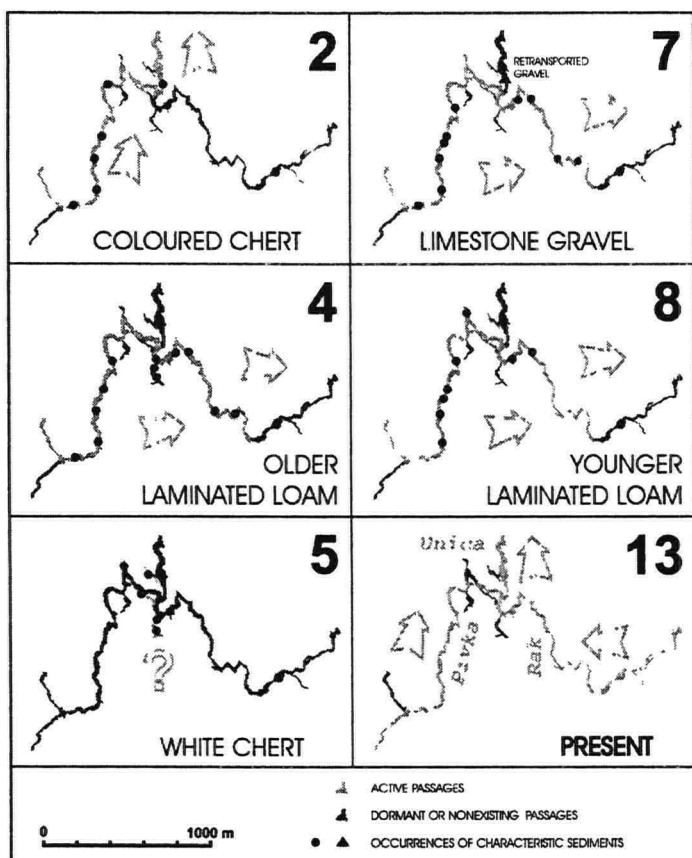 2
COLOURED CHERT
7
RETRANSPORTED
GRAVEL
LIMESTONE GRAVEL
4
OLDER
LAMINATED LOAM
8
YOUNGER
LAMINATED LOAM
5
?
WHITE CHERT
13
Unica
Pivka
Rak
PRESENT
ACTIVE PASSAGES
DORMANT OR NONEXISTING PASSAGES
OCCURRENCES OF CHARACTERISTIC SEDIMENTS
0 1000 m